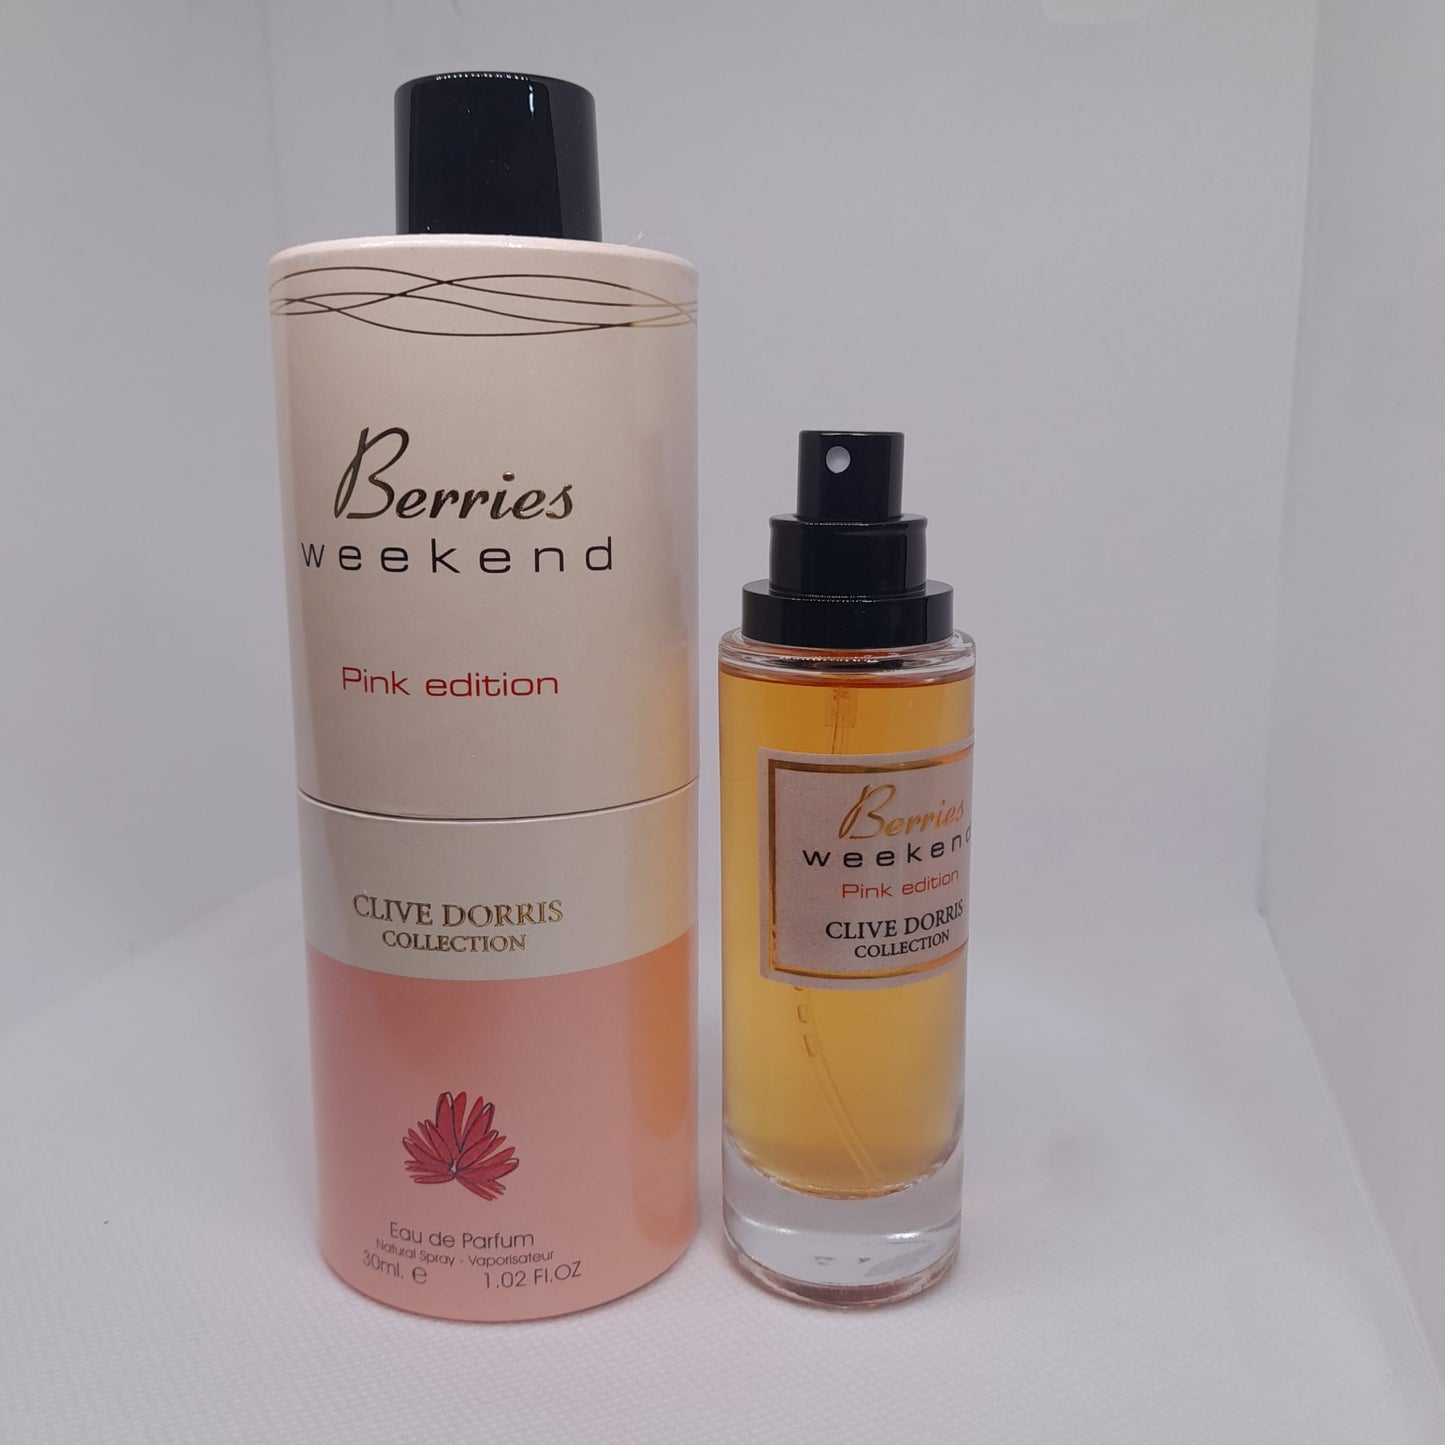 Berries
weekend
Pink edition
CLIVE DORRIS
COLLECTION
Eau de Parfum
Natural Spray - Vaporisateur
30ml. e 1.02 Fl.OZ
Berries
weekend
Pink edition
CLIVE DORRIS
COLLECTION